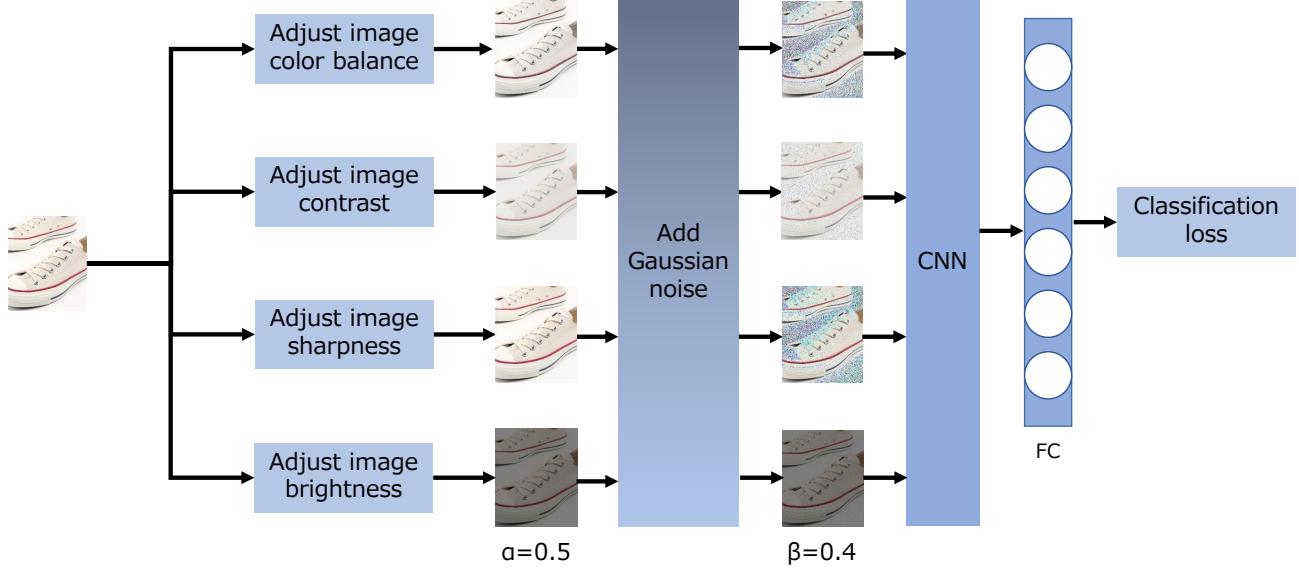 Adjust image
color balance
Adjust image
contrast
Adjust image
sharpness
Adjust image
brightness
α=0.5
Add
Gaussian
noise
β=0.4
CNN
FC
Classification
loss